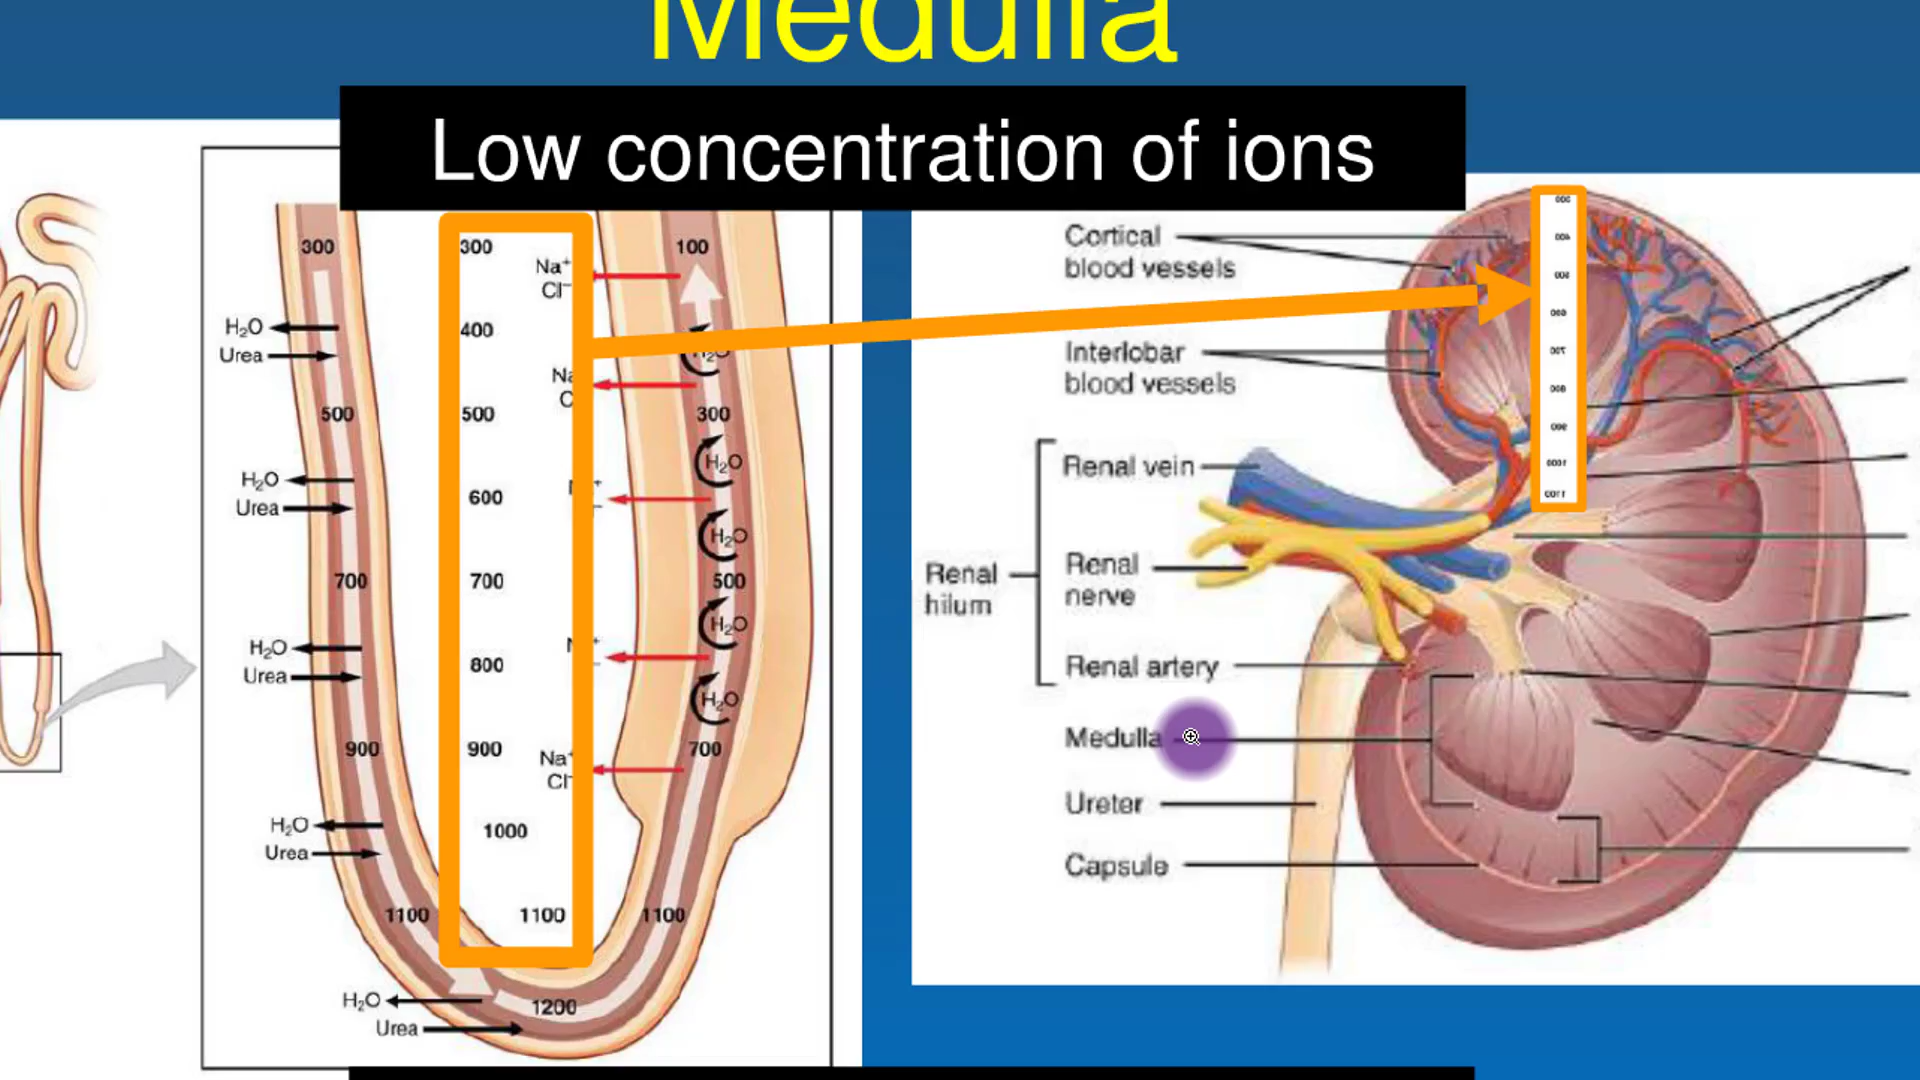 Medulla
Low concentration of ions
300
300
100
Na+
Cl−
H2O
Urea
400
H2O
500
500
300
H2O
H2O
Urea
600
H2O
700
700
500
H2O
H2O
Urea
800
H2O
900
900
700
Na+
Cl
H2O
Urea
1000
1100
1100
1100
H2O
Urea
1200
Cortical
blood vessels
Interlobar
blood vessels
Renal vein
Renal
hilum
Renal
nerve
Renal artery
Medulla
Ureter
Capsule